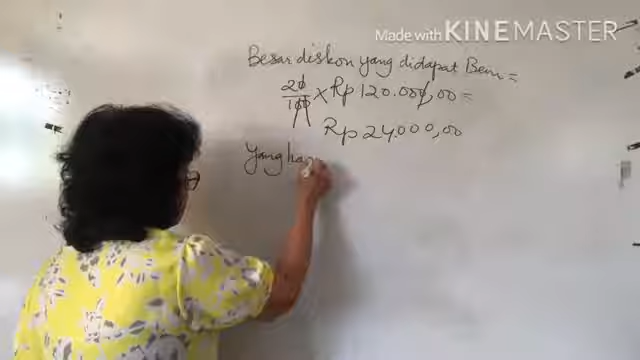 Made with KINEMASTER
Besar diskon yang didapat Beni =
20/100 x Rp 120.000,00 =
Rp 24.000,00
Yang ha